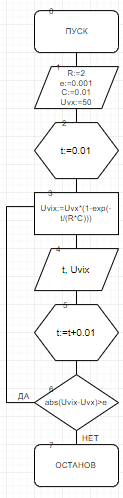 0
ПУСК
1
R:=2
e:=0.001
C:=0.01
Uvx:=50
2
t:=0.01
3
Uvix:=Uvx*(1-exp(-
t/(R*C)))
4
t, Uvix
5
t:=t+0.01
6
ДА
abs(Uvix-Uvx)>e
НЕТ
7
ОСТАНОВ